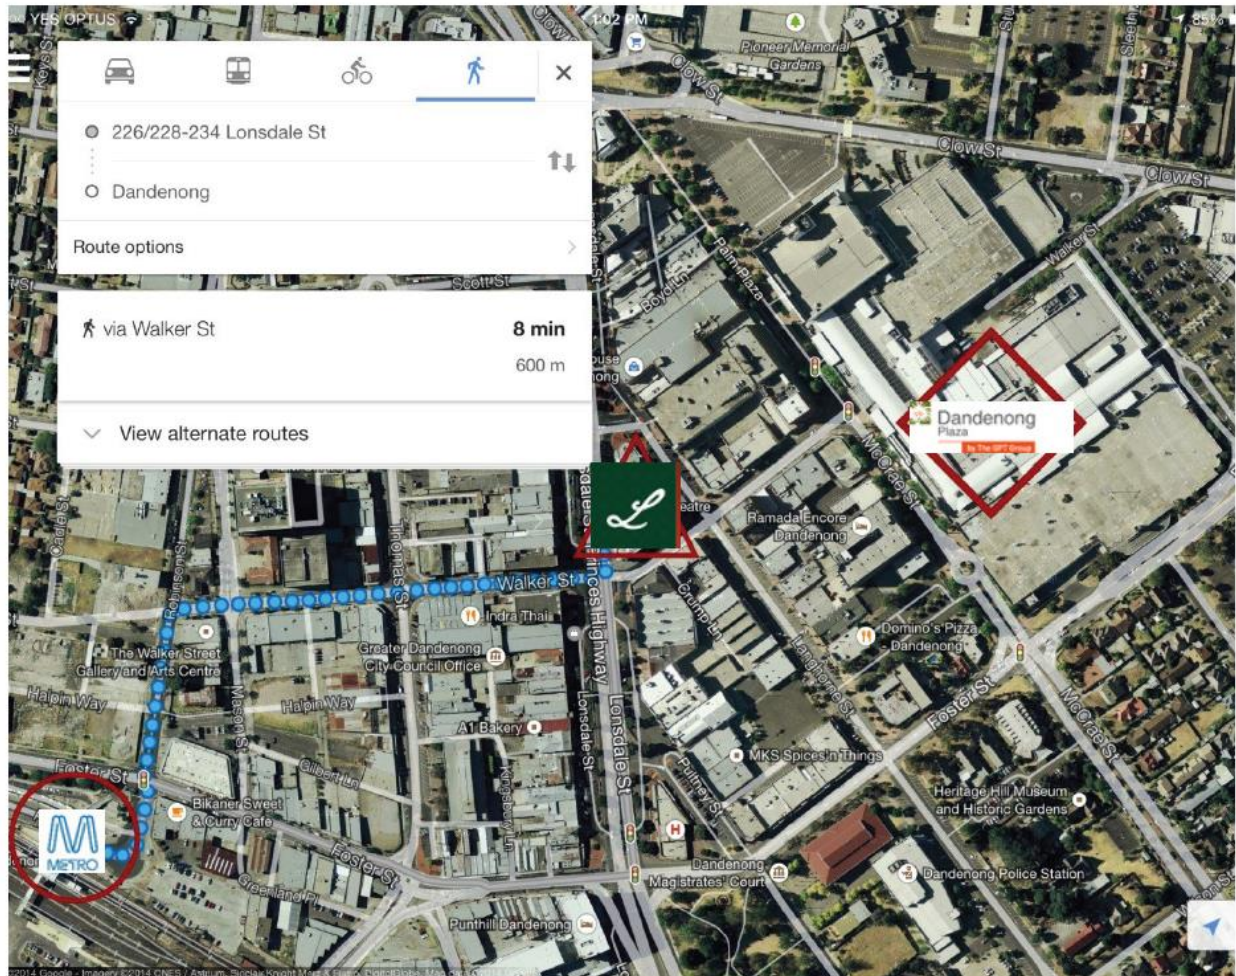 YES OPTUS
1:02 PM
85%
226/228-234 Lonsdale St
Dandenong
Route options
via Walker St
8 min
600 m
View alternate routes
Pioneer Memorial
Gardens
Clow St
Clow St
Clow St
Walker St
Palm Plaza
Boyd Ln
Scott St
Dandenong
Plaza
by The GPT Group
McCrae St
Ramada Encore
Dandenong
L
Walker St
Princes Highway
Thomas St
Robinson St
Indra Thai
Crump Ln
The Walker Street
Gallery and Arts Centre
Greater Dandenong
City Council Office
Domino's Pizza
- Dandenong
Langhorne St
Halpin Way
Mason St
Halpin Way
A1 Bakery
Lonsdale St
Lonsdale St
Foster St
McCrae St
MKS Spices'n Things
Foster St
Gilbert Ln
Pultney St
Bikaner Sweet
& Curry Cafe
Heritage Hill Museum
and Historic Gardens
METRO
H
Foster St
Greenland Pl
Dandenong
Magistrates' Court
Dandenong Police Station
Punthill Dandenong